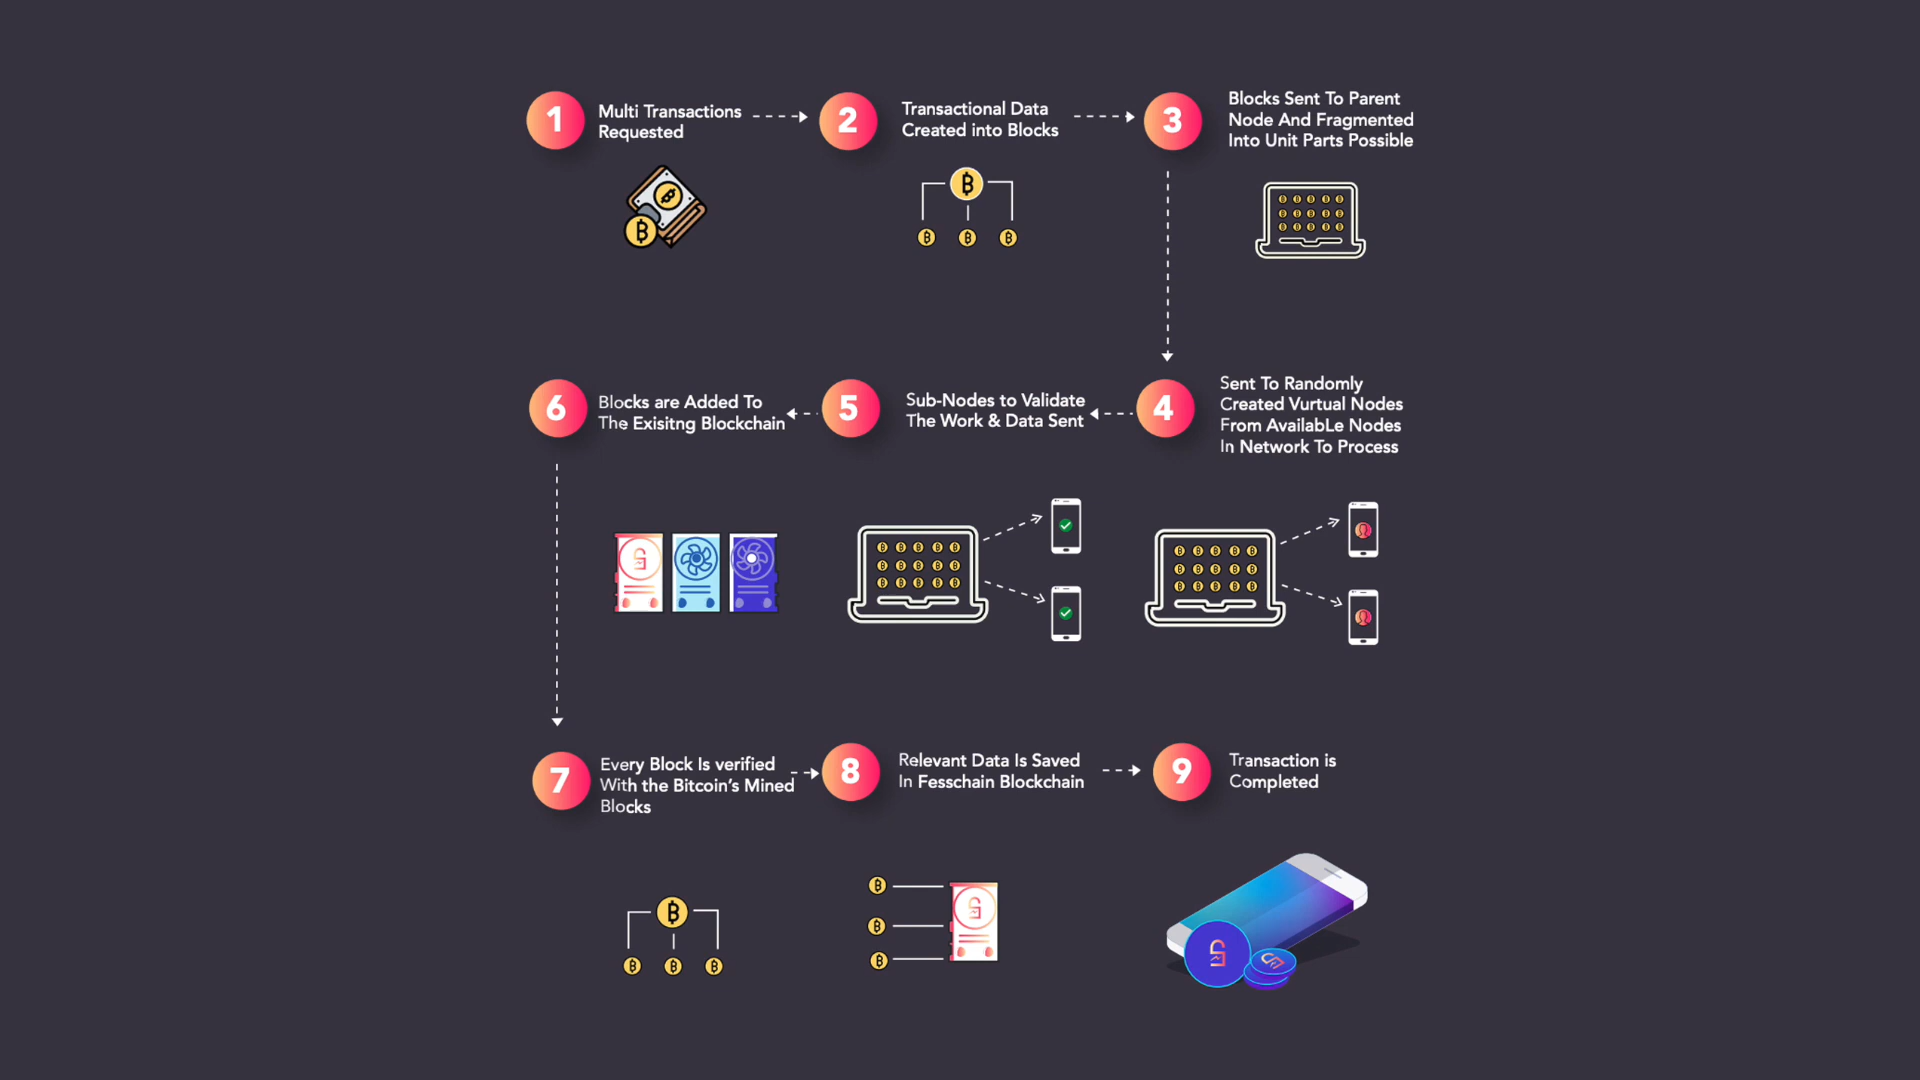 1
Multi Transactions
Requested
2
Transactional Data
Created into Blocks
3
Blocks Sent To Parent
Node And Fragmented
Into Unit Parts Possible
4
Sent To Randomly
Created Vurtual Nodes
From AvailabLe Nodes
In Network To Process
5
Sub-Nodes to Validate
The Work & Data Sent
6
Blocks are Added To
The Exisitng Blockchain
7
Every Block Is verified
With the Bitcoin's Mined
Blocks
8
Relevant Data Is Saved
In Fesschain Blockchain
9
Transaction is
Completed